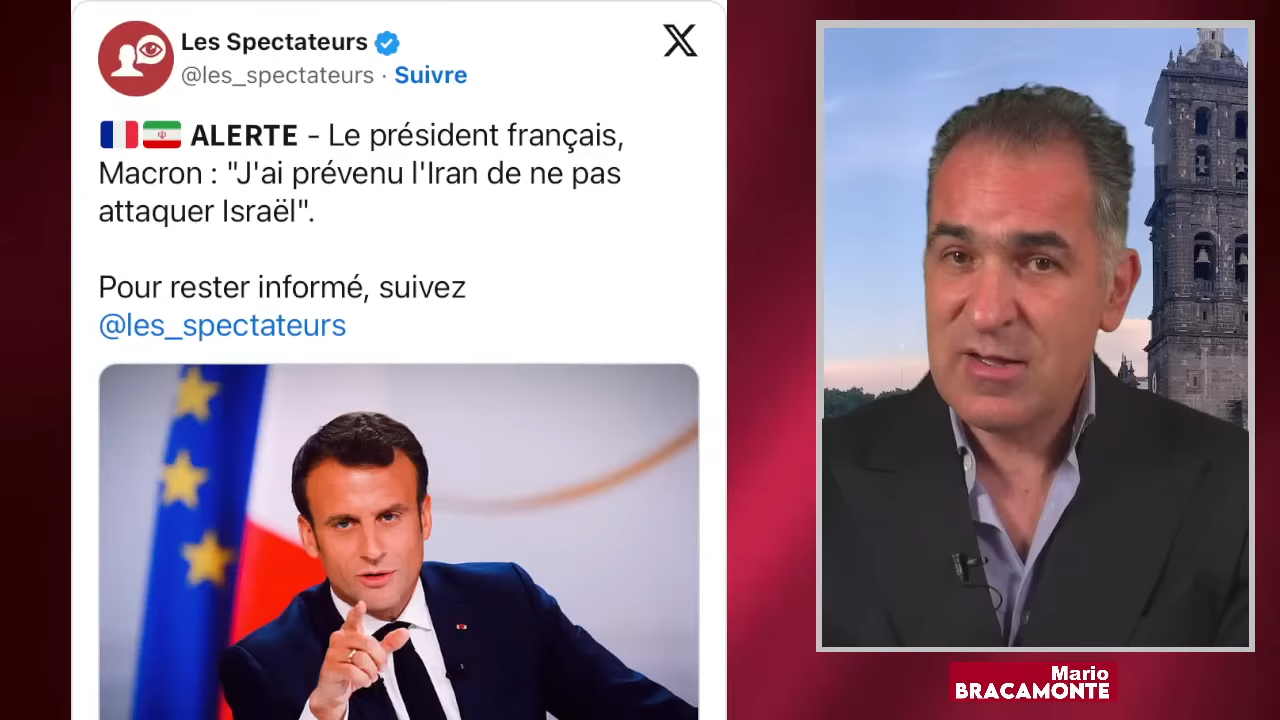 Les Spectateurs
@les_spectateurs · Suivre
🇫🇷🇮🇷 ALERTE - Le président français,
Macron : "J'ai prévenu l'Iran de ne pas
attaquer Israël".
Pour rester informé, suivez
@les_spectateurs
Mario
BRACAMONTE